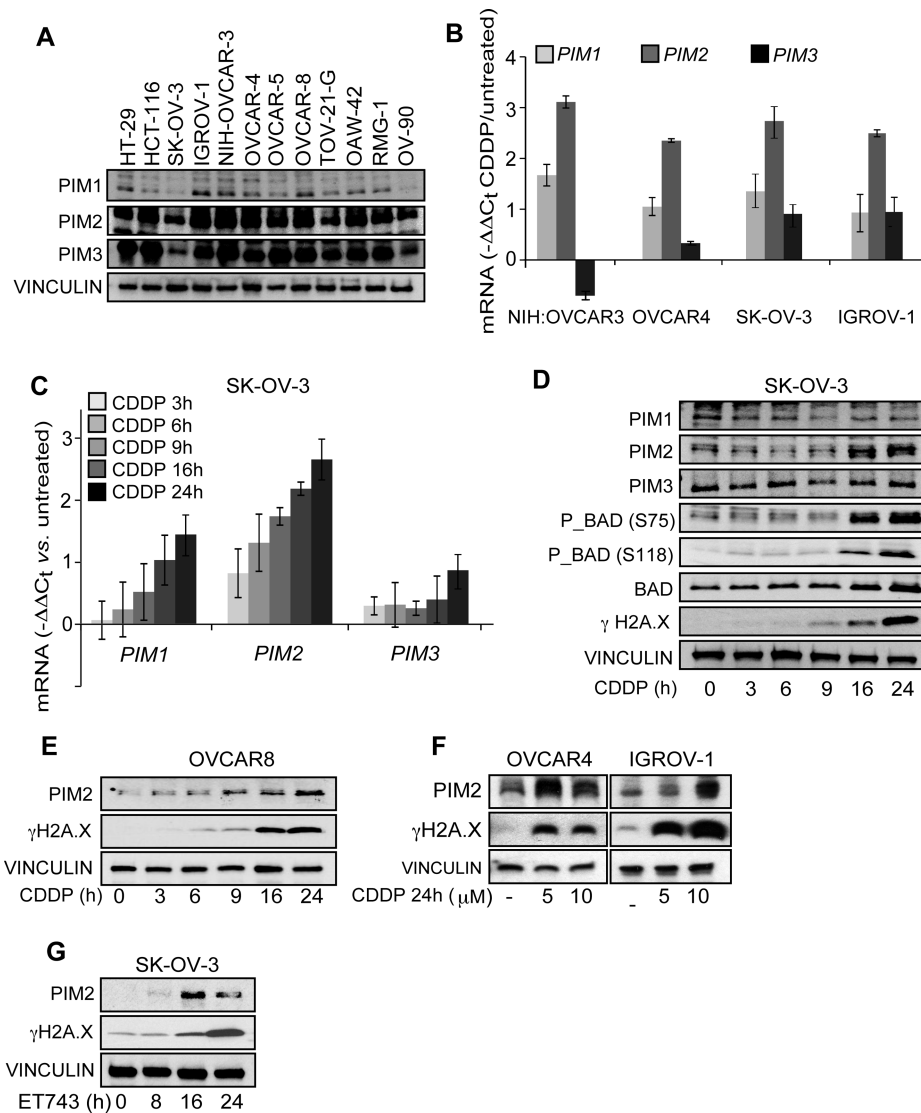 A
HT-29
HCT-116
SK-OV-3
IGROV-1
NIH-OVCAR-3
OVCAR-4
OVCAR-5
OVCAR-8
TOV-21-G
OAW-42
RMG-1
OV-90
PIM1
PIM2
PIM3
VINCULIN
B
PIM1 PIM2 PIM3
mRNA (-ΔΔCt CDDP/untreated)
4
3
2
1
0
NIH:OVCAR3 OVCAR4 SK-OV-3 IGROV-1
C
SK-OV-3
CDDP 3h
CDDP 6h
CDDP 9h
CDDP 16h
CDDP 24h
mRNA (-ΔΔCt vs. untreated)
3
2
1
0
PIM1 PIM2 PIM3
D
SK-OV-3
PIM1
PIM2
PIM3
P_BAD (S75)
P_BAD (S118)
BAD
γ H2A.X
VINCULIN
CDDP (h) 0 3 6 9 16 24
E
OVCAR8
PIM2
γH2A.X
VINCULIN
CDDP (h) 0 3 6 9 16 24
F
OVCAR4 IGROV-1
PIM2
γH2A.X
VINCULIN
CDDP 24h (μM) - 5 10 - 5 10
G
SK-OV-3
PIM2
γH2A.X
VINCULIN
ET743 (h) 0 8 16 24